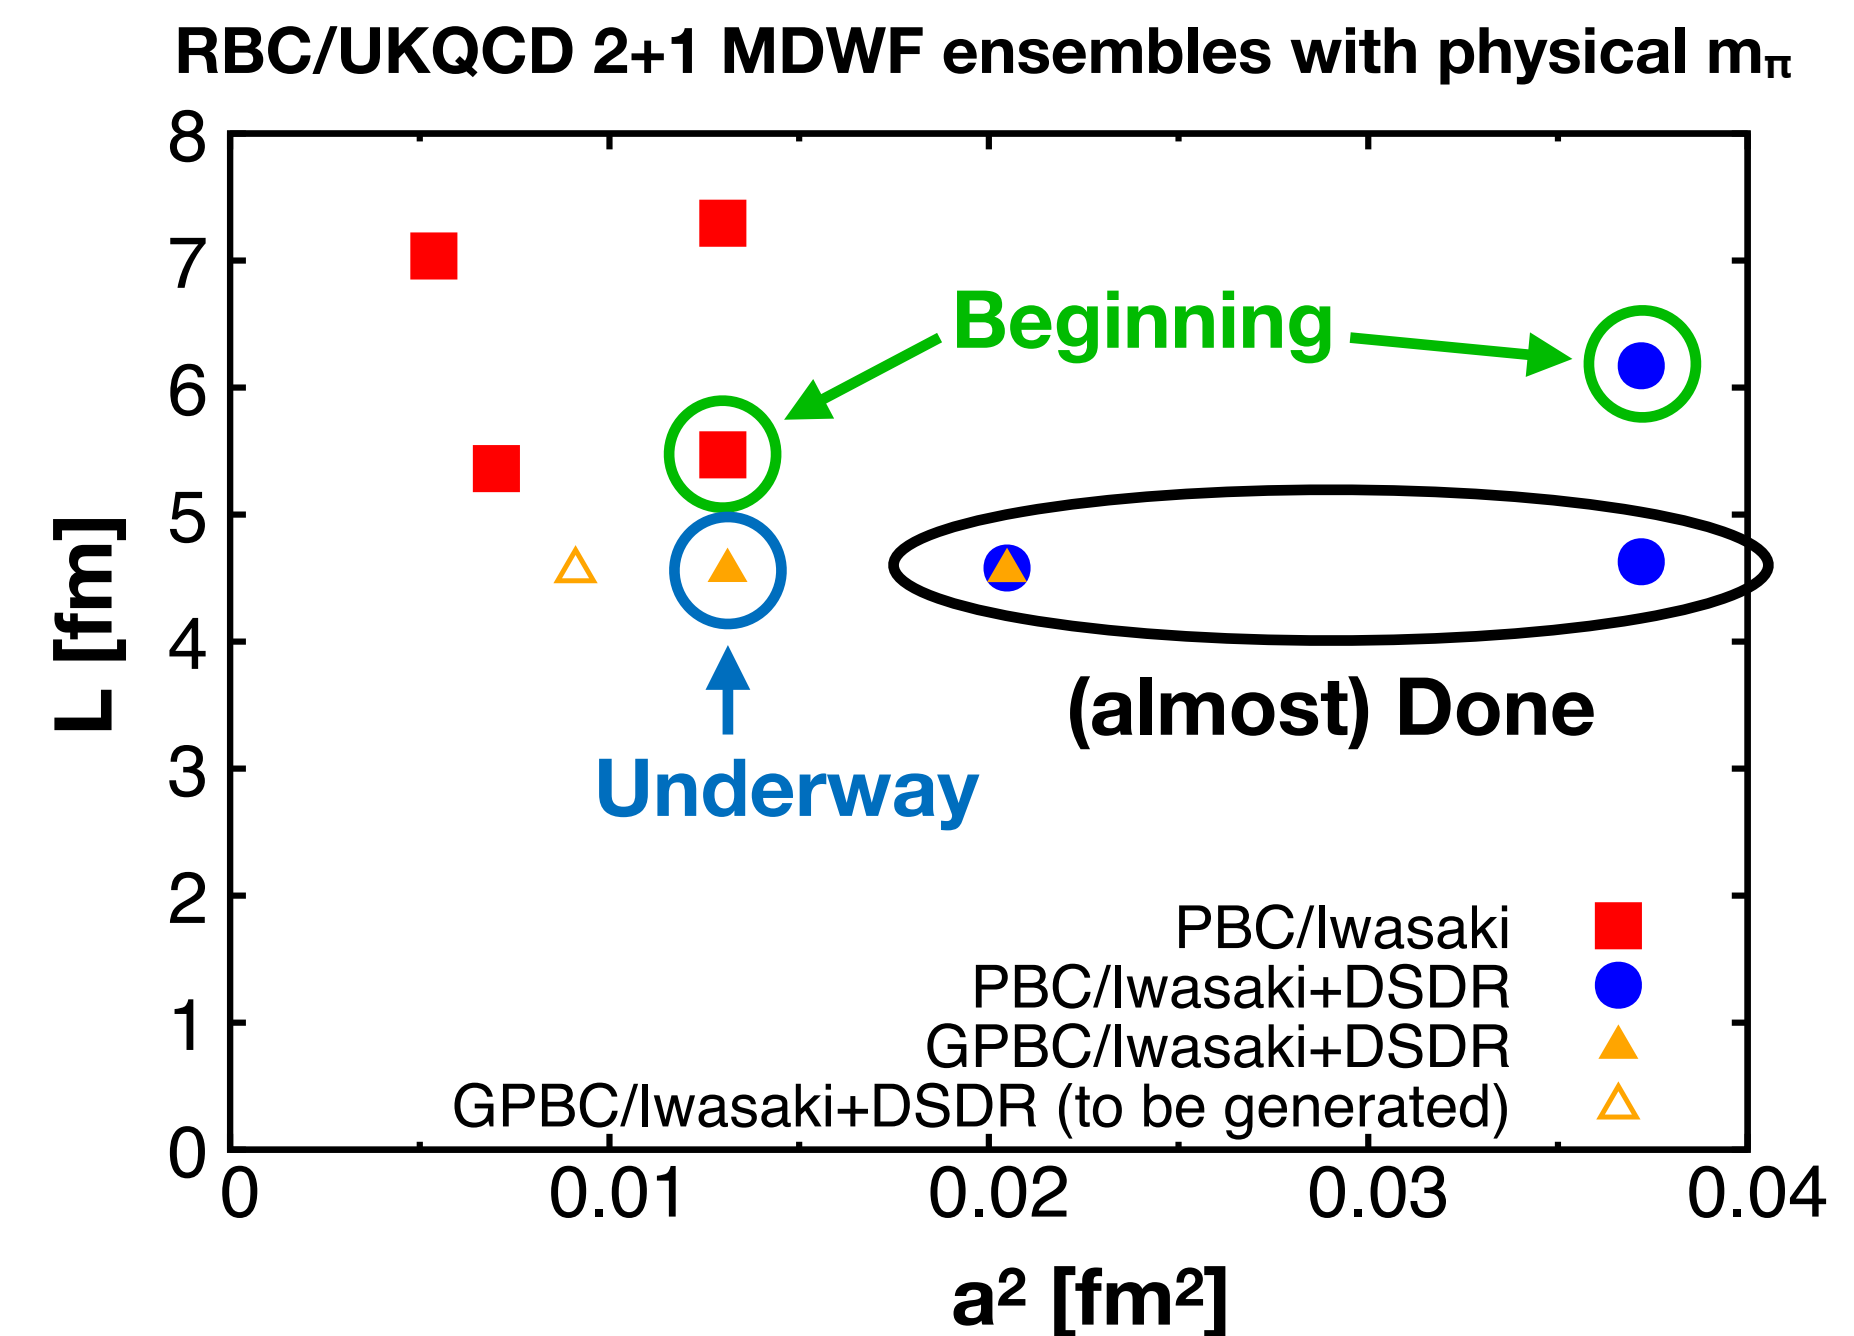 RBC/UKQCD 2+1 MDWF ensembles with physical mπ
8
7
6
5
4
3
2
1
0
L [fm]
Beginning
(almost) Done
Underway
PBC/Iwasaki
PBC/Iwasaki+DSDR
GPBC/Iwasaki+DSDR
GPBC/Iwasaki+DSDR (to be generated)
0 0.01 0.02 0.03 0.04
a² [fm²]